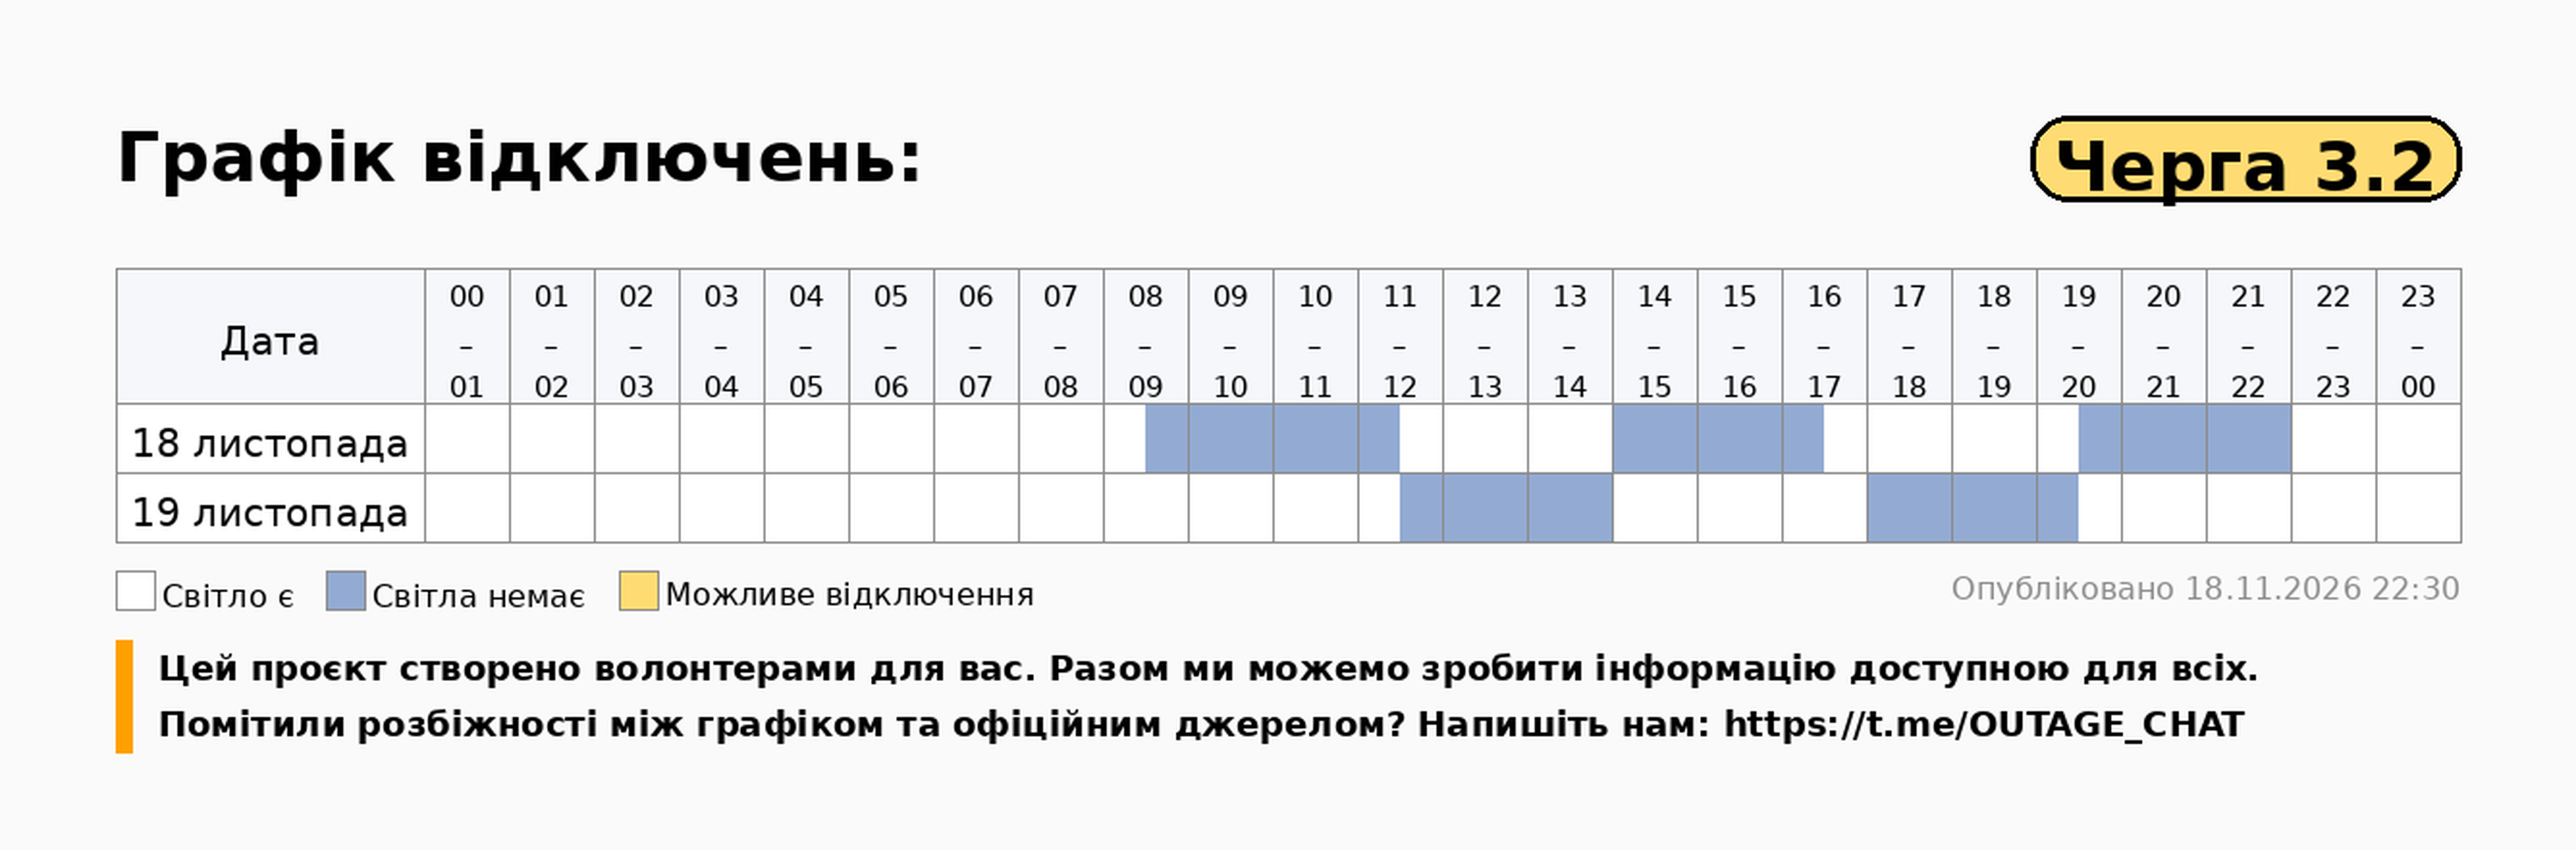 Графік відключень:
Черга 3.2
Дата 00 – 01 01 – 02 02 – 03 03 – 04 04 – 05 05 – 06 06 – 07 07 – 08 08 – 09 09 – 10 10 – 11 11 – 12 12 – 13 13 – 14 14 – 15 15 – 16 16 – 17 17 – 18 18 – 19 19 – 20 20 – 21 21 – 22 22 – 23 23 – 00
18 листопада
19 листопада
Світло є Світла немає Можливе відключення
Опубліковано 18.11.2026 22:30
Цей проєкт створено волонтерами для вас. Разом ми можемо зробити інформацію доступною для всіх.
Помітили розбіжності між графіком та офіційним джерелом? Напишіть нам: https://t.me/OUTAGE_CHAT